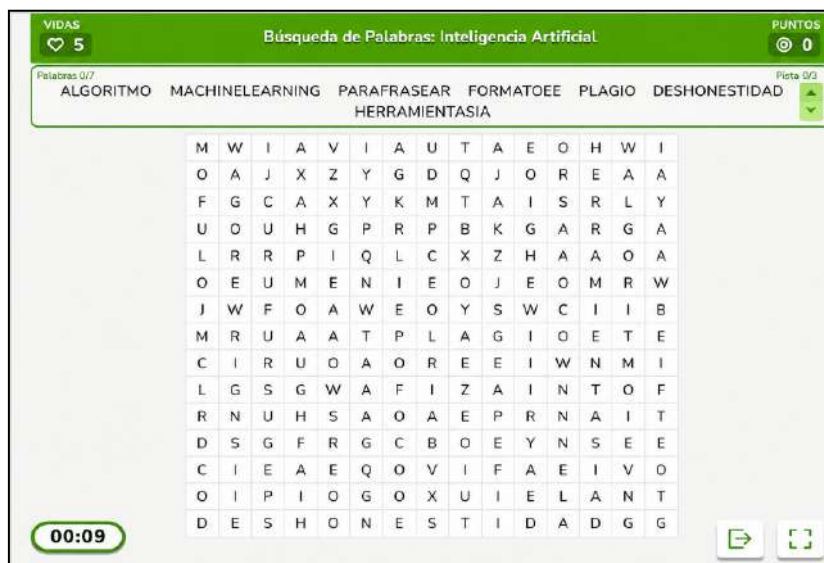 VIDAS
5
Búsqueda de Palabras: Inteligencia Artificial
PUNTOS
0
Palabras 0/7
Pista 0/3
ALGORITMO MACHINELEARNING PARAFRASEAR FORMATOEE PLAGIO DESHONESTIDAD
HERRAMIENTASIA
M W I A V I A U T A E O H W I
O A J X Z Y G D Q J O R E A A
F G C A X Y K M T A I S R L Y
U O U H G P R P B K G A R G A
L R R P I Q L C X Z H A A O A
O E U M E N I E O J E O M R W
J W F O A W E O Y S W C I I B
M R U A A T P L A G I O E T E
C I R U O A O R E E I W N M I
L G S G W A F I Z A I N T O F
R N U H S A O A E P R N A I T
D S G F R G C B O E Y N S E E
C I E A E Q O V I F A E I V O
O I P I O G O X U I E L A N T
D E S H O N E S T I D A D G G
00:09